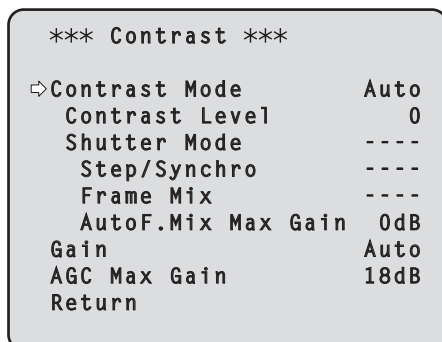 *** Contrast ***
⇨Contrast Mode Auto
Contrast Level 0
Shutter Mode ----
Step/Synchro ----
Frame Mix ----
AutoF.Mix Max Gain 0dB
Gain Auto
AGC Max Gain 18dB
Return